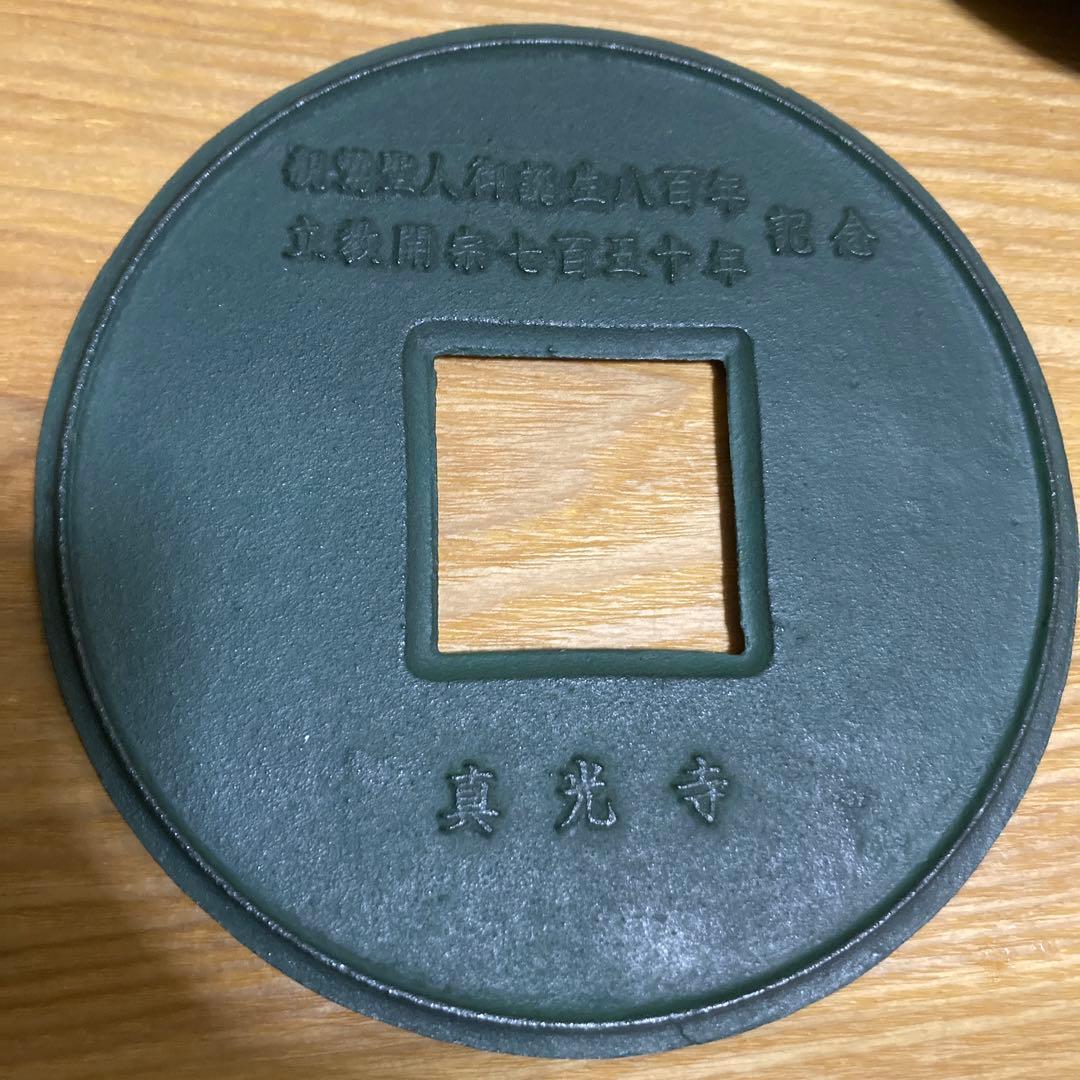 親鸞聖人御誕生八百年
立教開宗七百五十年
記念
真光寺